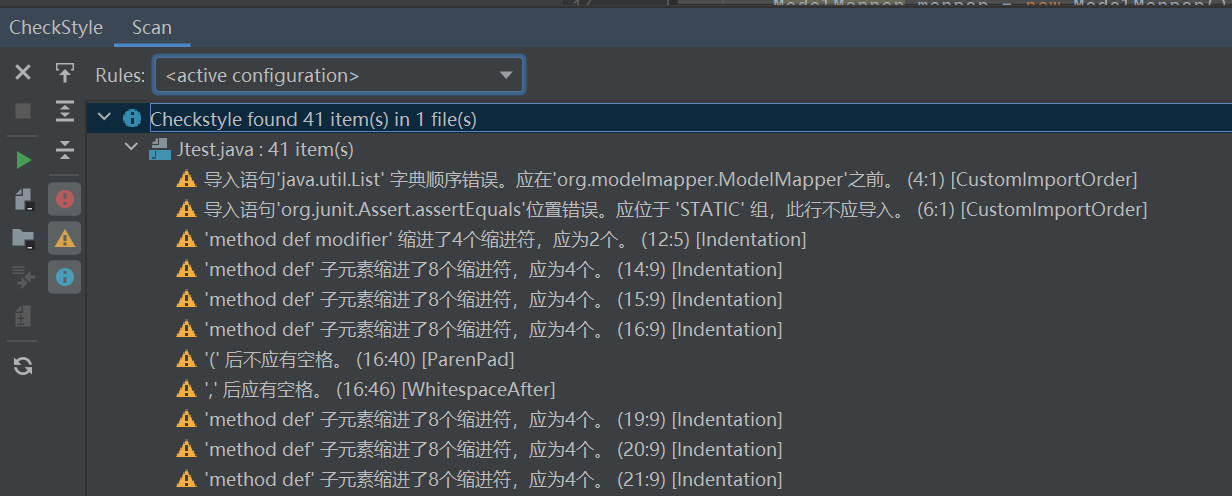 ModelMapper mapper = new ModelMapper()
CheckStyle Scan
Rules: <active configuration>
Checkstyle found 41 item(s) in 1 file(s)
Jtest.java : 41 item(s)
导入语句'java.util.List' 字典顺序错误。应在'org.modelmapper.ModelMapper'之前。 (4:1) [CustomImportOrder]
导入语句'org.junit.Assert.assertEquals'位置错误。应位于 'STATIC' 组，此行不应导入。 (6:1) [CustomImportOrder]
'method def modifier' 缩进了4个缩进符，应为2个。 (12:5) [Indentation]
'method def' 子元素缩进了8个缩进符，应为4个。 (14:9) [Indentation]
'method def' 子元素缩进了8个缩进符，应为4个。 (15:9) [Indentation]
'method def' 子元素缩进了8个缩进符，应为4个。 (16:9) [Indentation]
'(' 后不应有空格。 (16:40) [ParenPad]
',' 后应有空格。 (16:46) [WhitespaceAfter]
'method def' 子元素缩进了8个缩进符，应为4个。 (19:9) [Indentation]
'method def' 子元素缩进了8个缩进符，应为4个。 (20:9) [Indentation]
'method def' 子元素缩进了8个缩进符，应为4个。 (21:9) [Indentation]